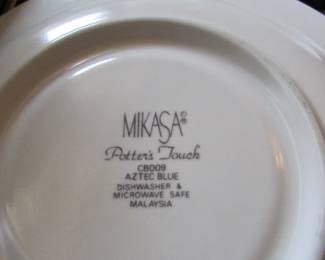 MIKASA©®
Potter's Touch
CB009
AZTEC BLUE
DISHWASHER &
MICROWAVE SAFE
MALAYSIA